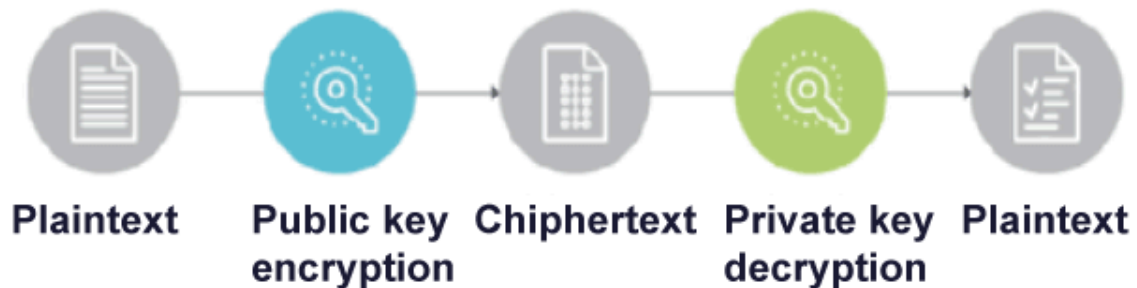 Plaintext
Public key
encryption
Chiphertext
Private key
decryption
Plaintext